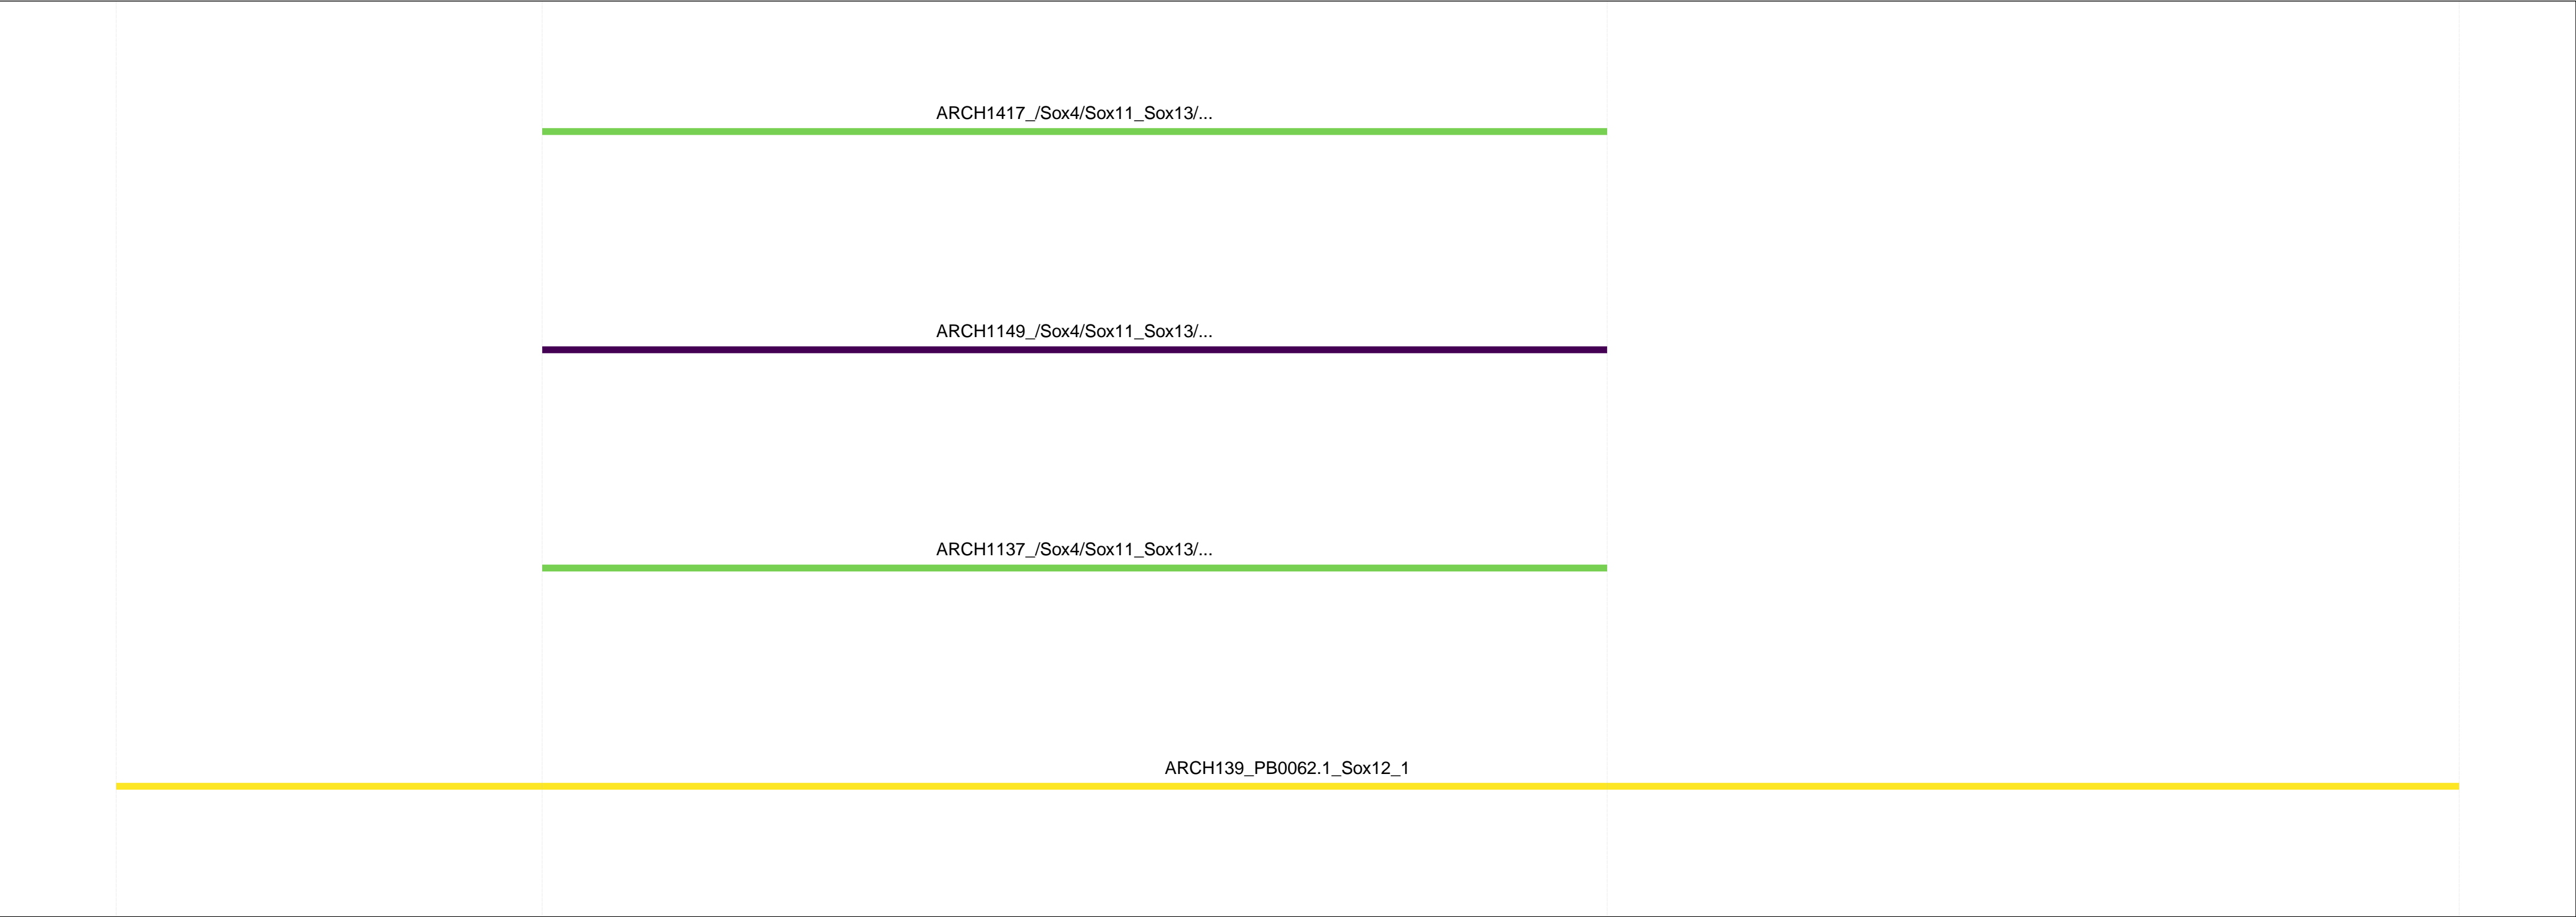 ARCH1417_/Sox4/Sox11_Sox13/...
ARCH1149_/Sox4/Sox11_Sox13/...
ARCH1137_/Sox4/Sox11_Sox13/...
ARCH139_PB0062.1_Sox12_1